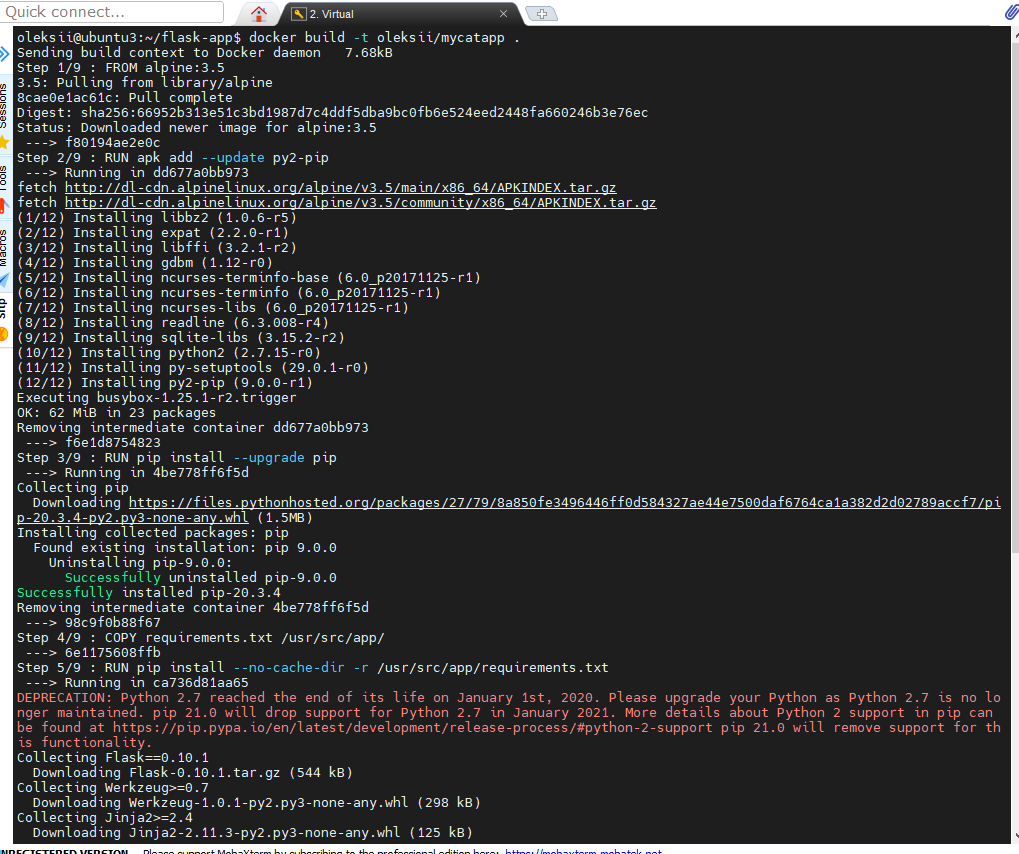 Quick connect...
2. Virtual
Sessions
Tools
Macros
Sftp
oleksii@ubuntu3:~/flask-app$ docker build -t oleksii/mycatapp .
Sending build context to Docker daemon   7.68kB
Step 1/9 : FROM alpine:3.5
3.5: Pulling from library/alpine
8cae0e1ac61c: Pull complete
Digest: sha256:66952b313e51c3bd1987d7c4ddf5dba9bc0fb6e524eed2448fa660246b3e76ec
Status: Downloaded newer image for alpine:3.5
 ---> f80194ae2e0c
Step 2/9 : RUN apk add --update py2-pip
 ---> Running in dd677a0bb973
fetch http://dl-cdn.alpinelinux.org/alpine/v3.5/main/x86_64/APKINDEX.tar.gz
fetch http://dl-cdn.alpinelinux.org/alpine/v3.5/community/x86_64/APKINDEX.tar.gz
(1/12) Installing libbz2 (1.0.6-r5)
(2/12) Installing expat (2.2.0-r1)
(3/12) Installing libffi (3.2.1-r2)
(4/12) Installing gdbm (1.12-r0)
(5/12) Installing ncurses-terminfo-base (6.0_p20171125-r1)
(6/12) Installing ncurses-terminfo (6.0_p20171125-r1)
(7/12) Installing ncurses-libs (6.0_p20171125-r1)
(8/12) Installing readline (6.3.008-r4)
(9/12) Installing sqlite-libs (3.15.2-r2)
(10/12) Installing python2 (2.7.15-r0)
(11/12) Installing py-setuptools (29.0.1-r0)
(12/12) Installing py2-pip (9.0.0-r1)
Executing busybox-1.25.1-r2.trigger
OK: 62 MiB in 23 packages
Removing intermediate container dd677a0bb973
 ---> f6e1d8754823
Step 3/9 : RUN pip install --upgrade pip
 ---> Running in 4be778ff6f5d
Collecting pip
  Downloading https://files.pythonhosted.org/packages/27/79/8a850fe3496446ff0d584327ae44e7500daf6764ca1a382d2d02789accf7/pi
p-20.3.4-py2.py3-none-any.whl (1.5MB)
Installing collected packages: pip
  Found existing installation: pip 9.0.0
    Uninstalling pip-9.0.0:
      Successfully uninstalled pip-9.0.0
Successfully installed pip-20.3.4
Removing intermediate container 4be778ff6f5d
 ---> 98c9f0b88f67
Step 4/9 : COPY requirements.txt /usr/src/app/
 ---> 6e1175608ffb
Step 5/9 : RUN pip install --no-cache-dir -r /usr/src/app/requirements.txt
 ---> Running in ca736d81aa65
DEPRECATION: Python 2.7 reached the end of its life on January 1st, 2020. Please upgrade your Python as Python 2.7 is no lo
nger maintained. pip 21.0 will drop support for Python 2.7 in January 2021. More details about Python 2 support in pip can
be found at https://pip.pypa.io/en/latest/development/release-process/#python-2-support pip 21.0 will remove support for th
is functionality.
Collecting Flask==0.10.1
  Downloading Flask-0.10.1.tar.gz (544 kB)
Collecting Werkzeug>=0.7
  Downloading Werkzeug-1.0.1-py2.py3-none-any.whl (298 kB)
Collecting Jinja2>=2.4
  Downloading Jinja2-2.11.3-py2.py3-none-any.whl (125 kB)
NREGISTERED VERSION - Please support MobaXterm by subscribing to the professional edition here: https://mobaxterm.mobatek.net